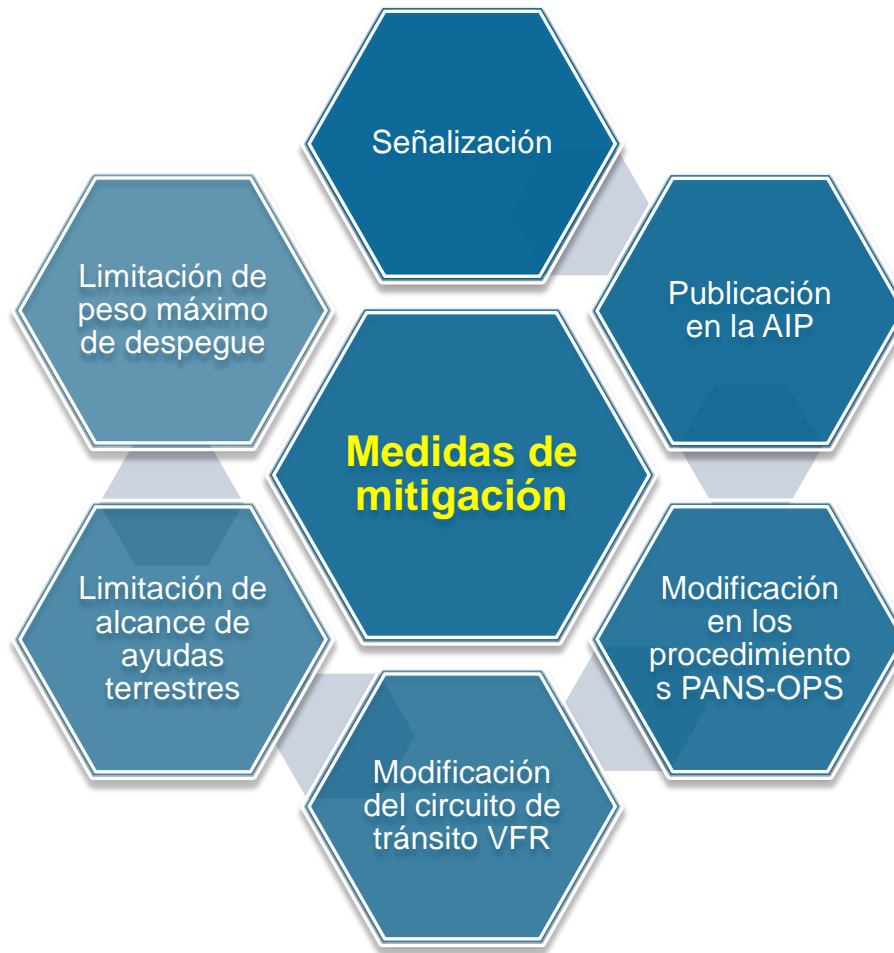 Señalización
Publicación
en la AIP
Modificación
en los
procedimiento
s PANS-OPS
Modificación
del circuito de
tránsito VFR
Limitación de
alcance de
ayudas
terrestres
Limitación de
peso máximo
de despegue
Medidas de
mitigación